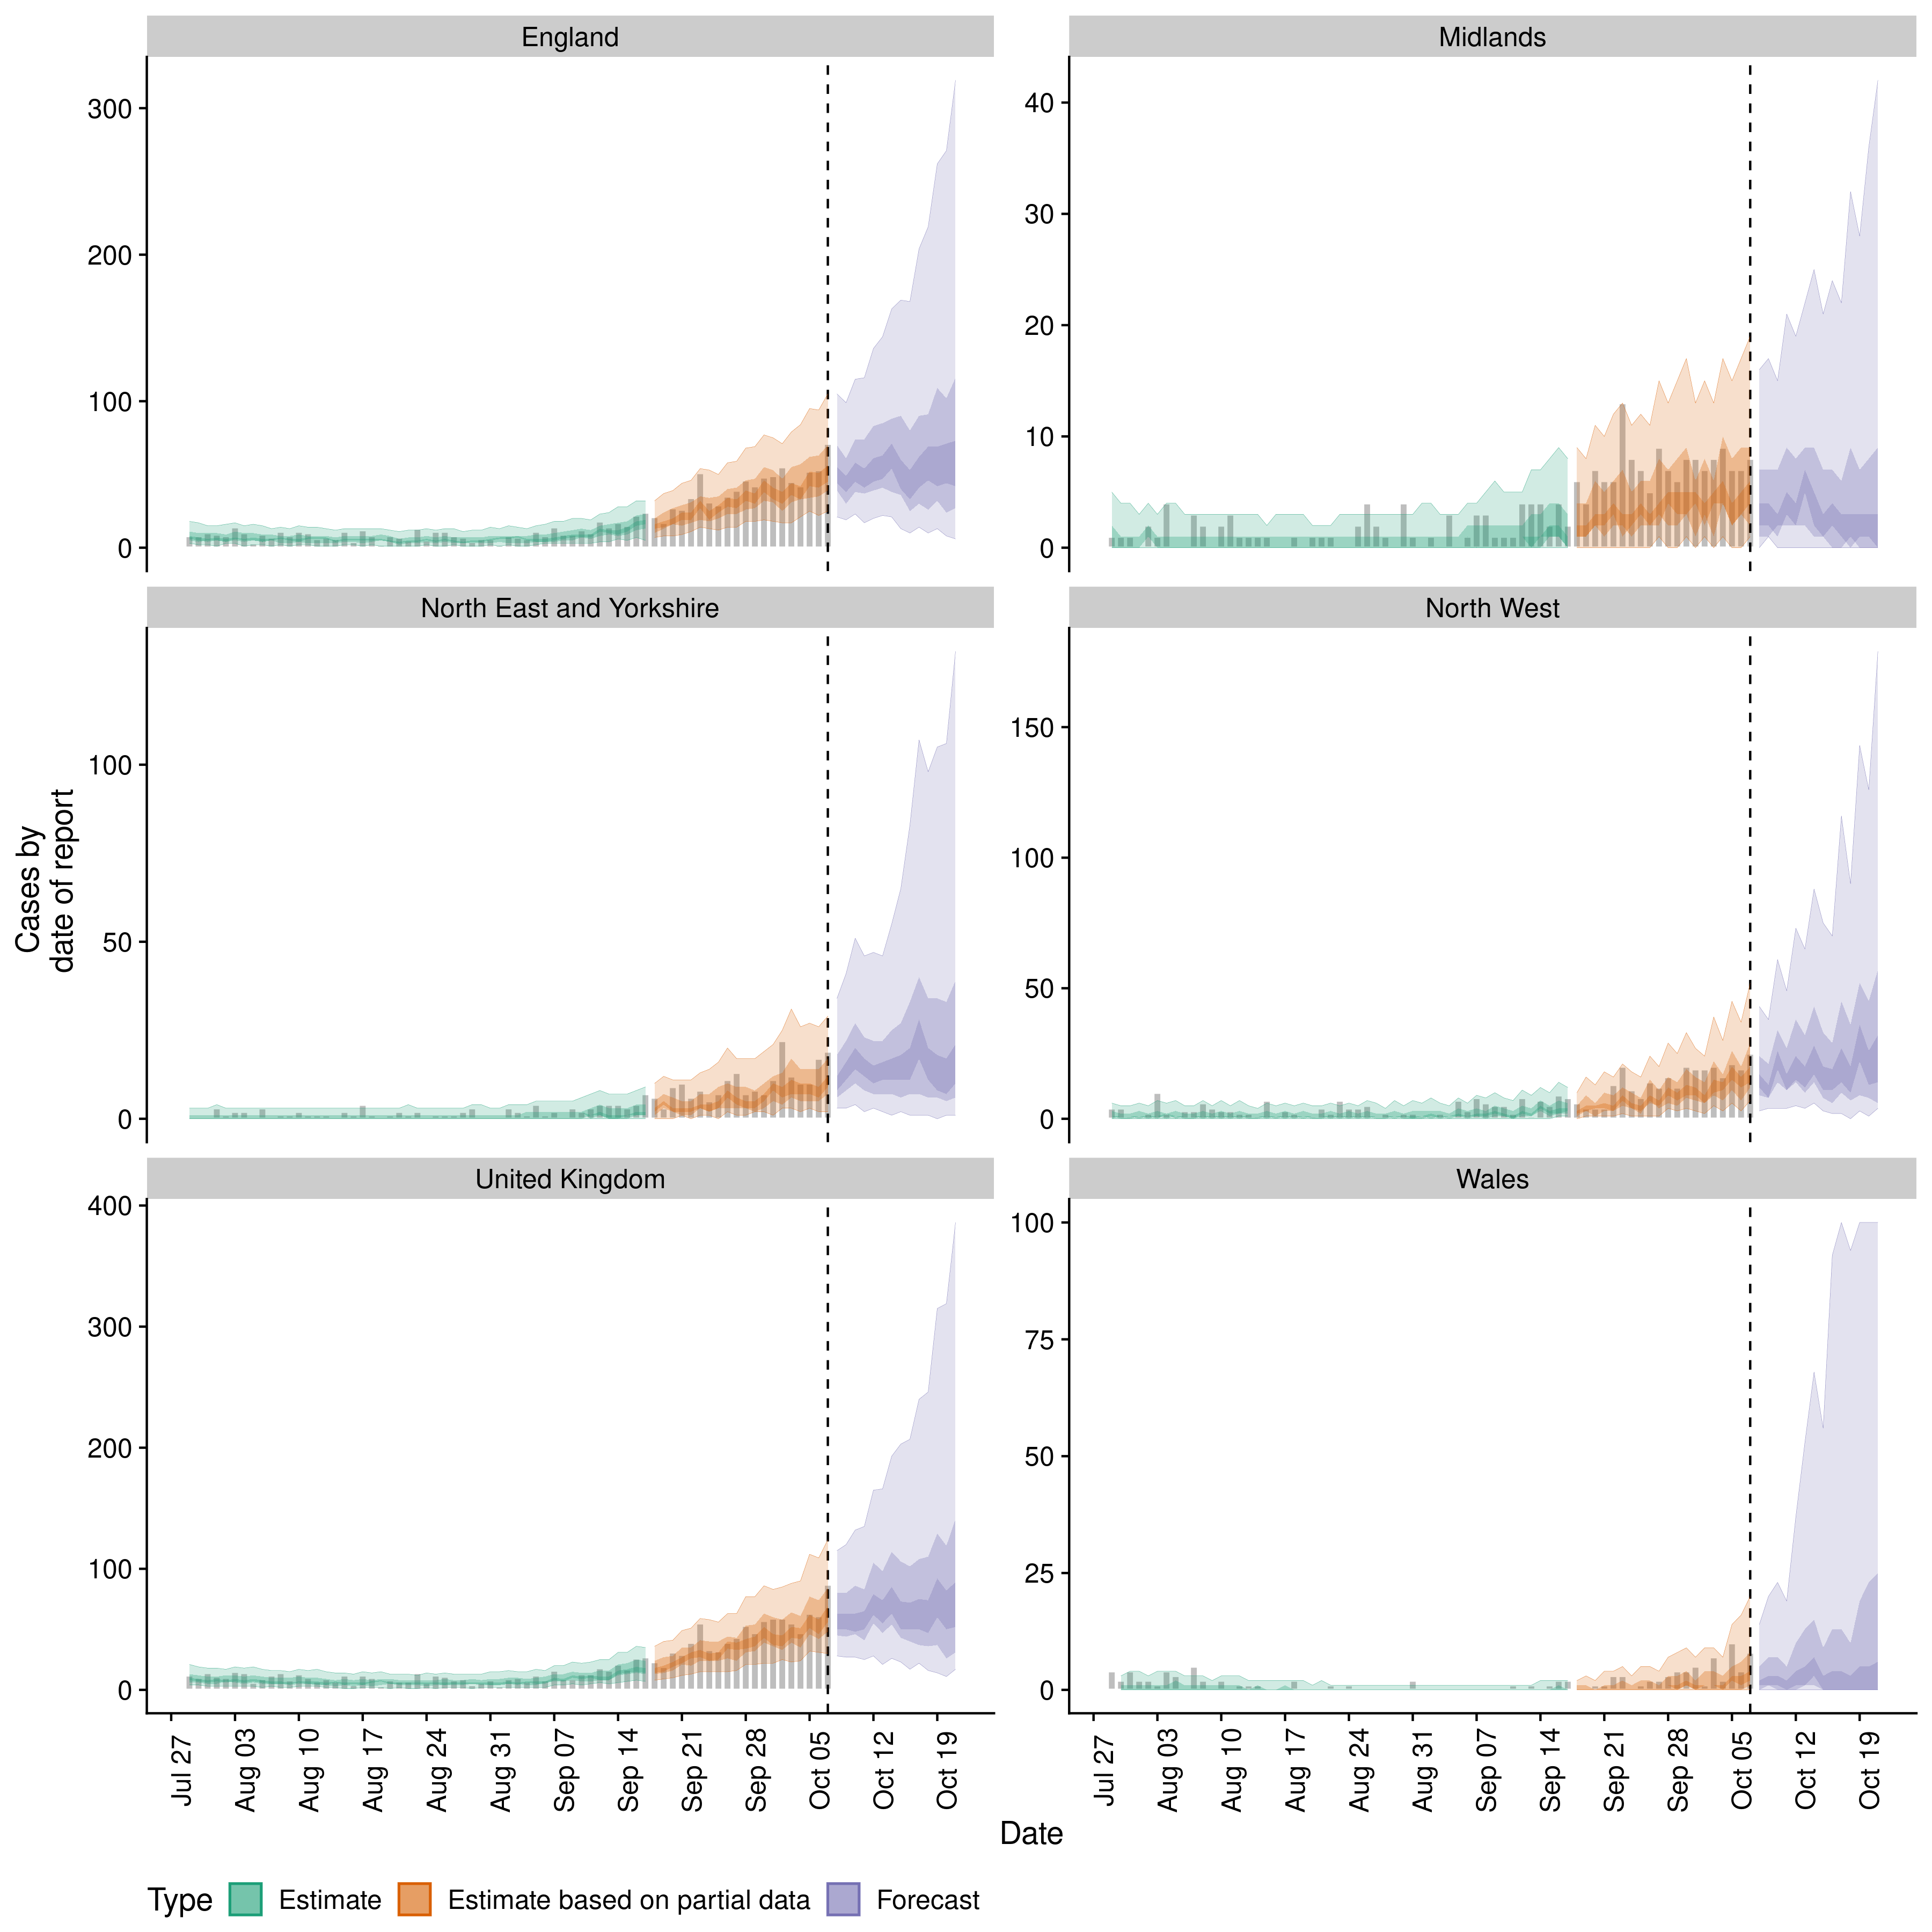 England
Midlands
300
200
100
0
40
30
20
10
0
North East and Yorkshire
North West
Cases by
date of report
100
50
0
150
100
50
0
United Kingdom
Wales
400
300
200
100
0
100
75
50
25
0
Jul 27
Aug 03
Aug 10
Aug 17
Aug 24
Aug 31
Sep 07
Sep 14
Sep 21
Sep 28
Oct 05
Oct 12
Oct 19
Jul 27
Aug 03
Aug 10
Aug 17
Aug 24
Aug 31
Sep 07
Sep 14
Sep 21
Sep 28
Oct 05
Oct 12
Oct 19
Date
Type Estimate Estimate based on partial data Forecast